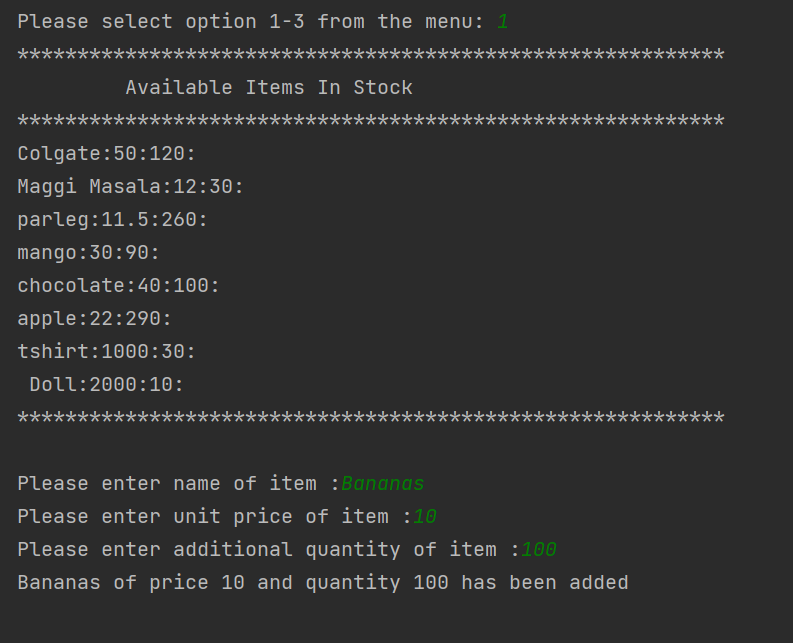 Please select option 1-3 from the menu: 1
***********************************************************
Available Items In Stock
***********************************************************
Colgate:50:120:
Maggi Masala:12:30:
parleg:11.5:260:
mango:30:90:
chocolate:40:100:
apple:22:290:
tshirt:1000:30:
Doll:2000:10:
***********************************************************
Please enter name of item :Bananas
Please enter unit price of item :10
Please enter additional quantity of item :100
Bananas of price 10 and quantity 100 has been added